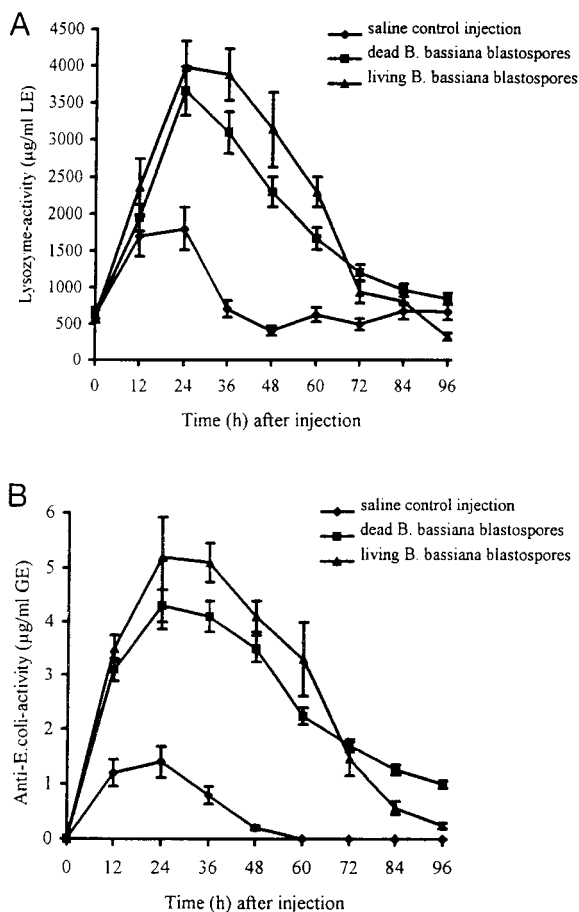 A
saline control injection
dead B. bassiana blastospores
living B. bassiana blastospores
Lysozyme-activity (µg/ml LE)
4500
4000
3500
3000
2500
2000
1500
1000
500
0
0 12 24 36 48 60 72 84 96
Time (h) after injection
B
saline control injection
dead B. bassiana blastospores
living B. bassiana blastospores
Anti-E.coli-activity (µg/ml GE)
6
5
4
3
2
1
0
0 12 24 36 48 60 72 84 96
Time (h) after injection